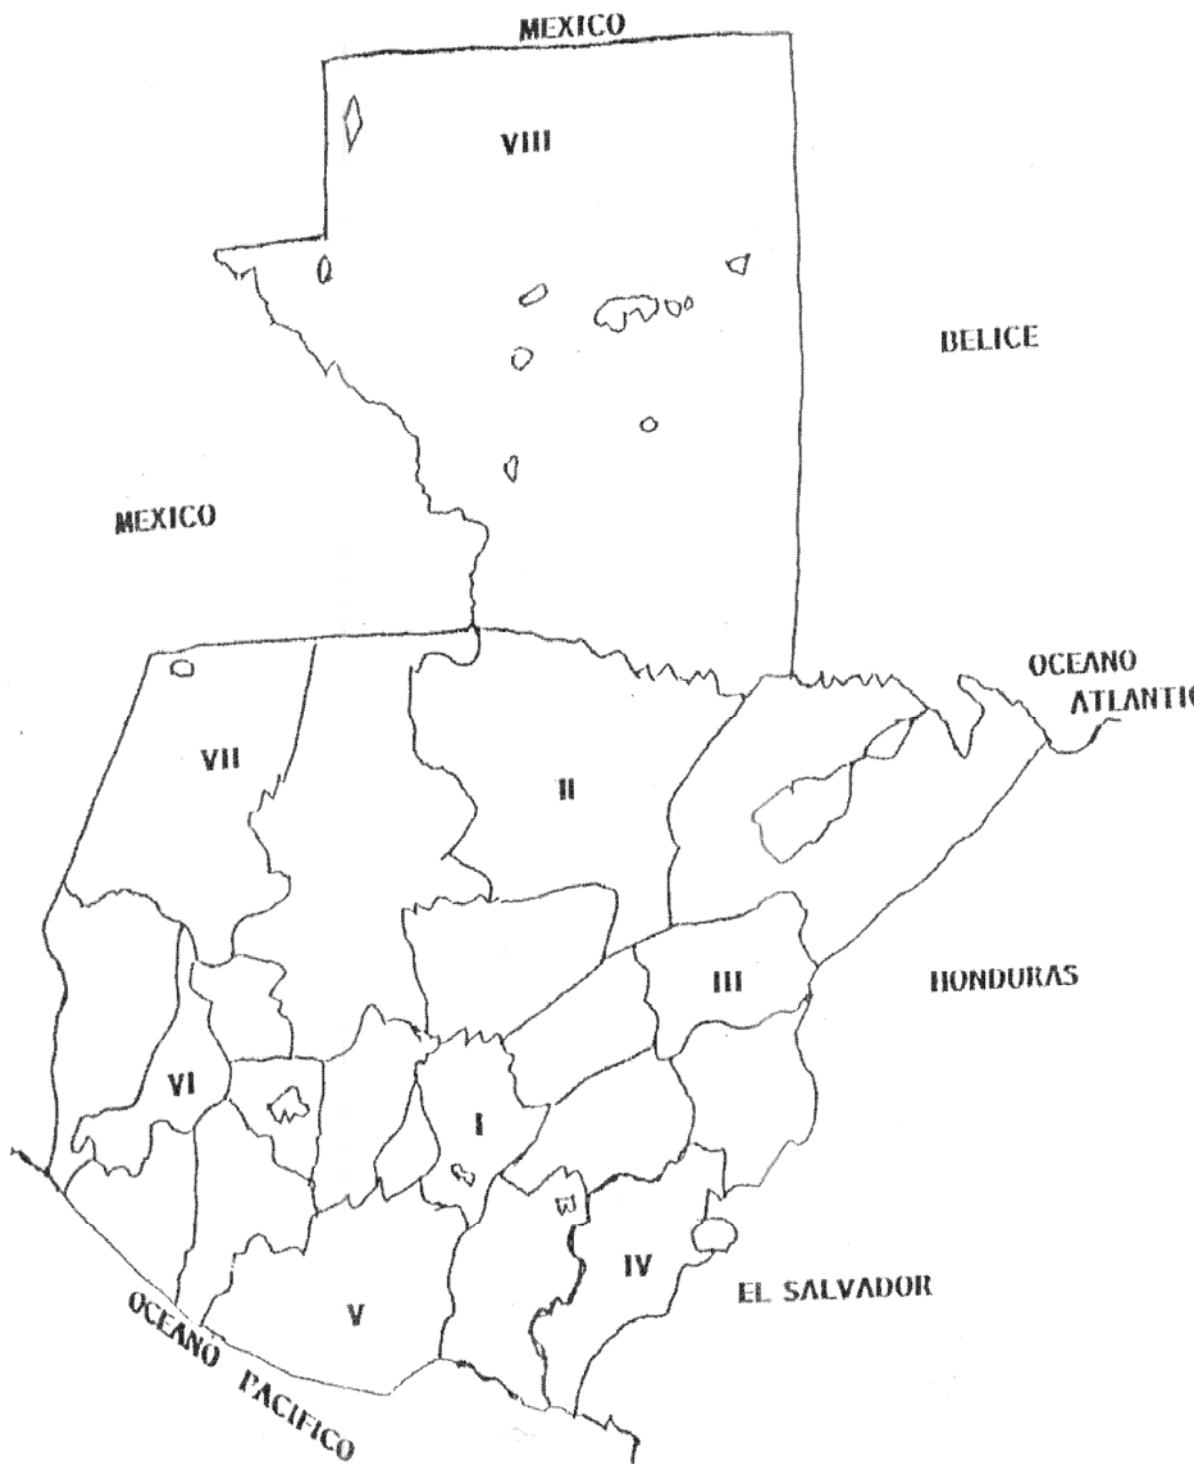 MEXICO
VIII
BELICE
MEXICO
OCEANO
ATLANTIC
VII
II
III
HONDURAS
VI
I
IV
EL SALVADOR
V
OCEANO PACIFICO